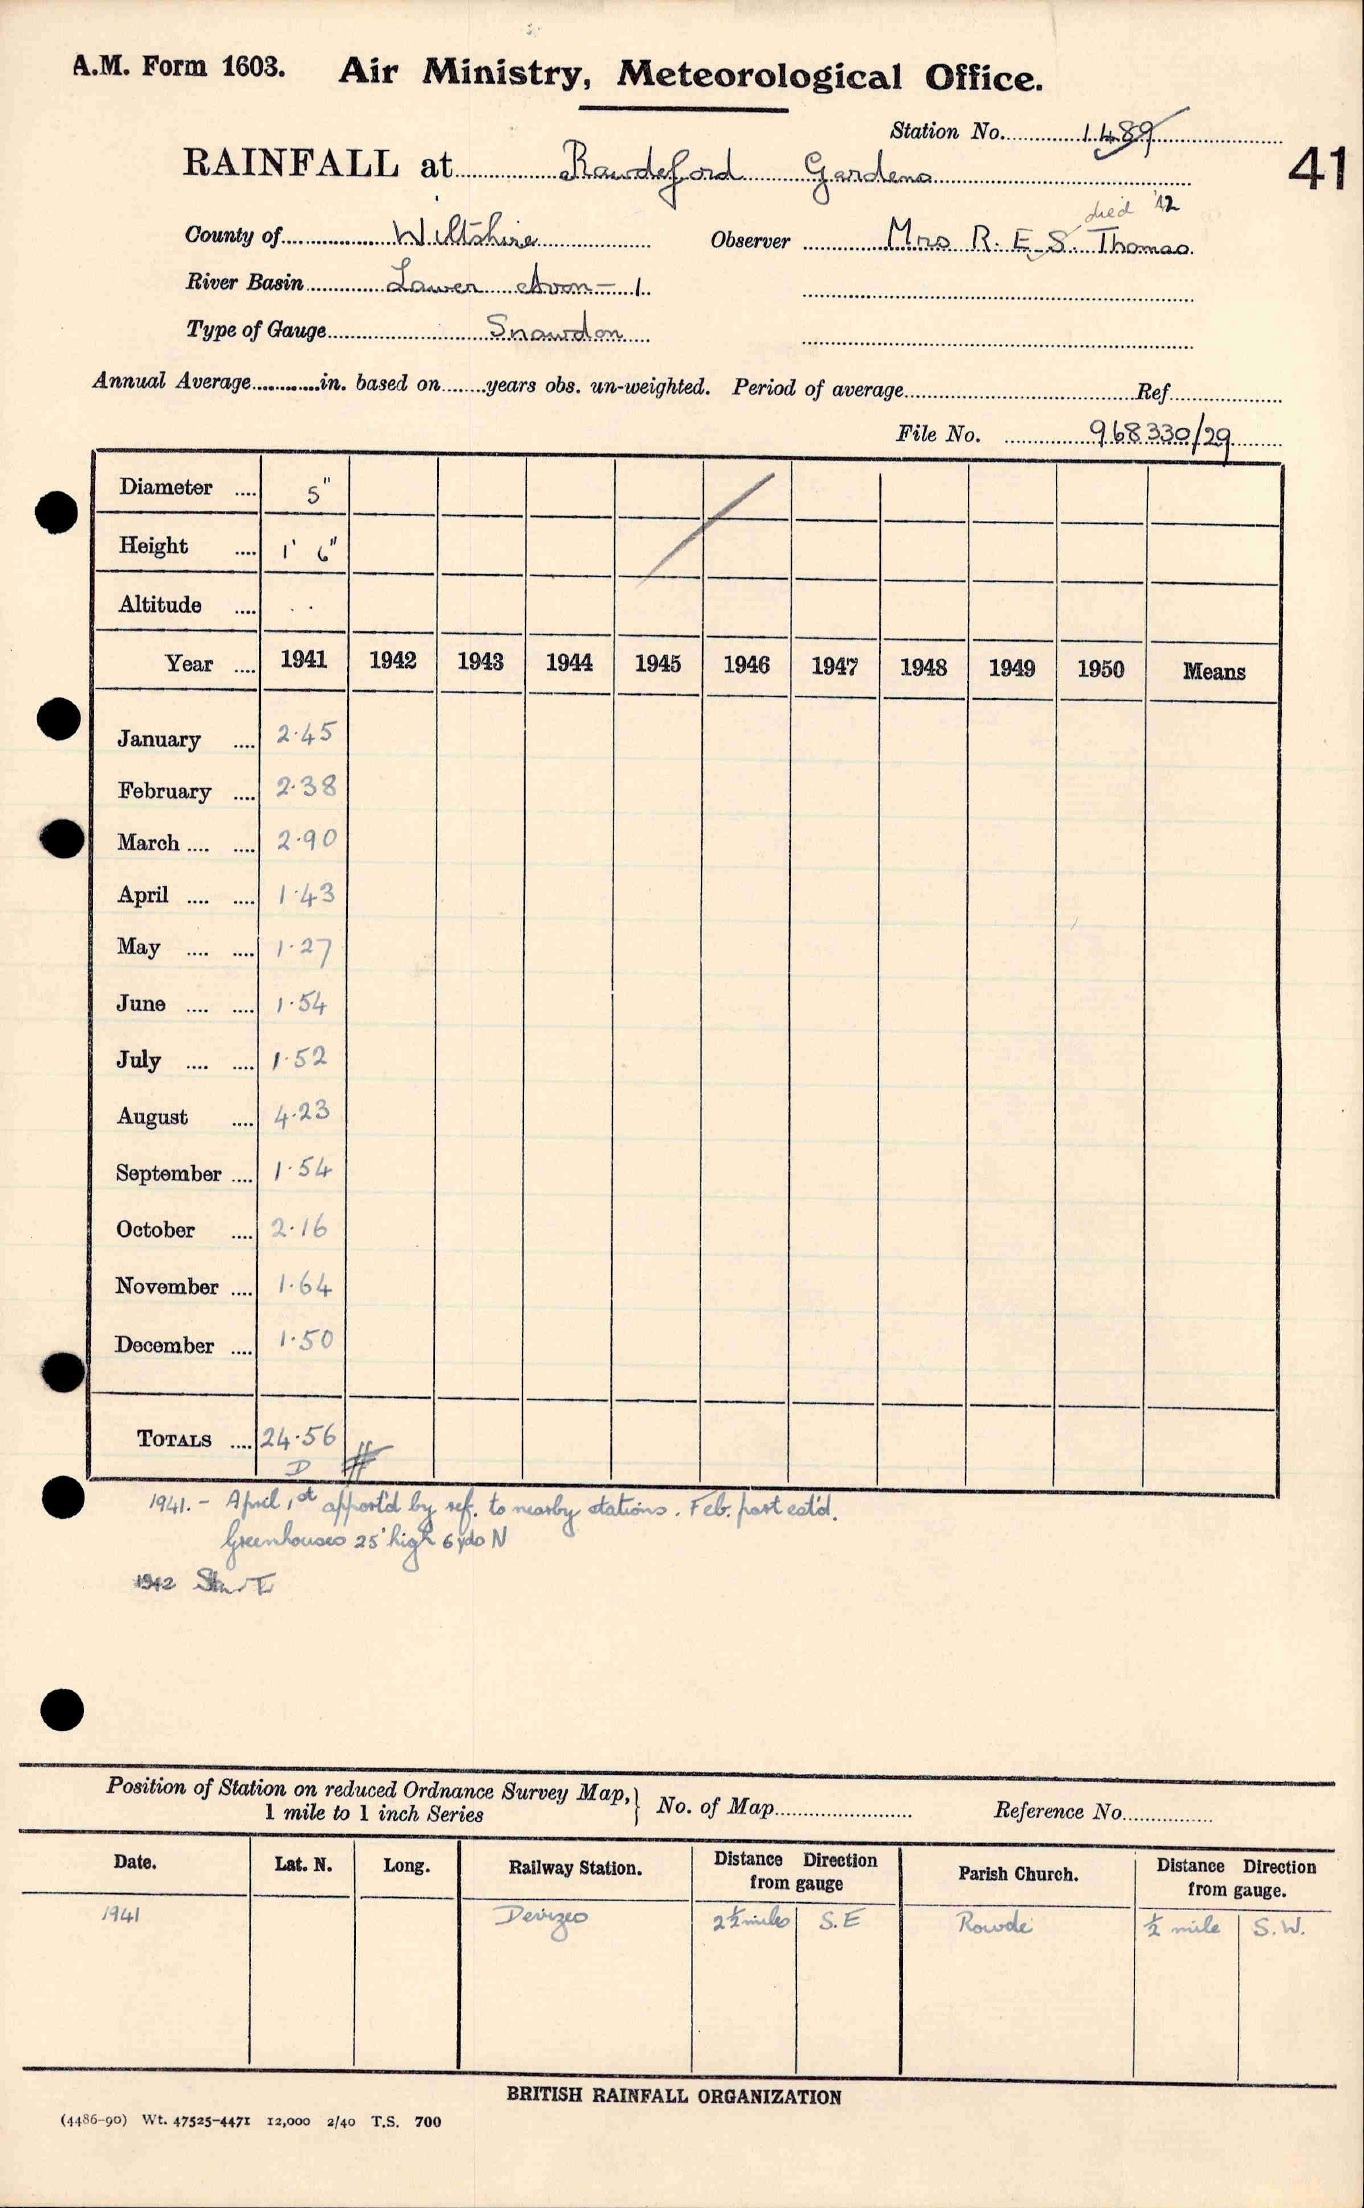 A.M. Form 1603. Air Ministry, Meteorological Office.
Station No. 1489
41
RAINFALL at Rowdeford Gardens
died '42
County of Wiltshire Observer Mrs R. E. S. Thomas
River Basin Lower Avon - 1
Type of Gauge Snowdon
Annual Average............in. based on.......years obs. un-weighted. Period of average.......... Ref..........
File No. 968330/29
Diameter .... 5"
Height .... 1' 6"
Altitude .... . .
Year .... 1941 1942 1943 1944 1945 1946 1947 1948 1949 1950 Means
January .... 2.45
February .... 2.38
March .... .... 2.90
April .... .... 1.43
May .... .... 1.27
June .... .... 1.54
July .... .... 1.52
August .... 4.23
September .... 1.54
October .... 2.16
November .... 1.64
December .... 1.50
TOTALS .... 24.56
D #
1941. - April 1st apport'd by ref. to nearby stations. Feb. part est'd.
Greenhouses 25' high 6 yds N
1942
Position of Station on reduced Ordnance Survey Map, } No. of Map.......... Reference No..........
1 mile to 1 inch Series
Date. Lat. N. Long. Railway Station. Distance Direction from gauge Parish Church. Distance Direction from gauge.
1941 Devizes 2½ miles S.E Rowde ½ mile S.W.
BRITISH RAINFALL ORGANIZATION
(4486-90) Wt. 47525-4471 12,000 2/40 T.S. 700